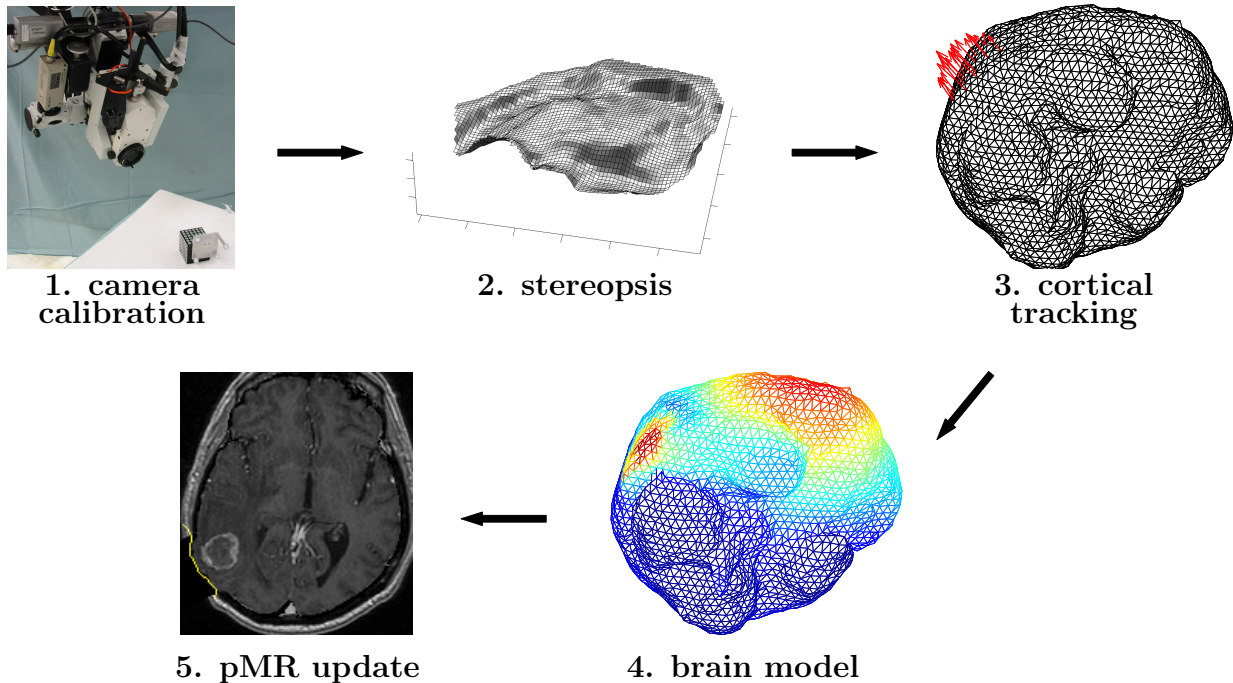 1. camera
calibration
2. stereopsis
3. cortical
tracking
5. pMR update
4. brain model